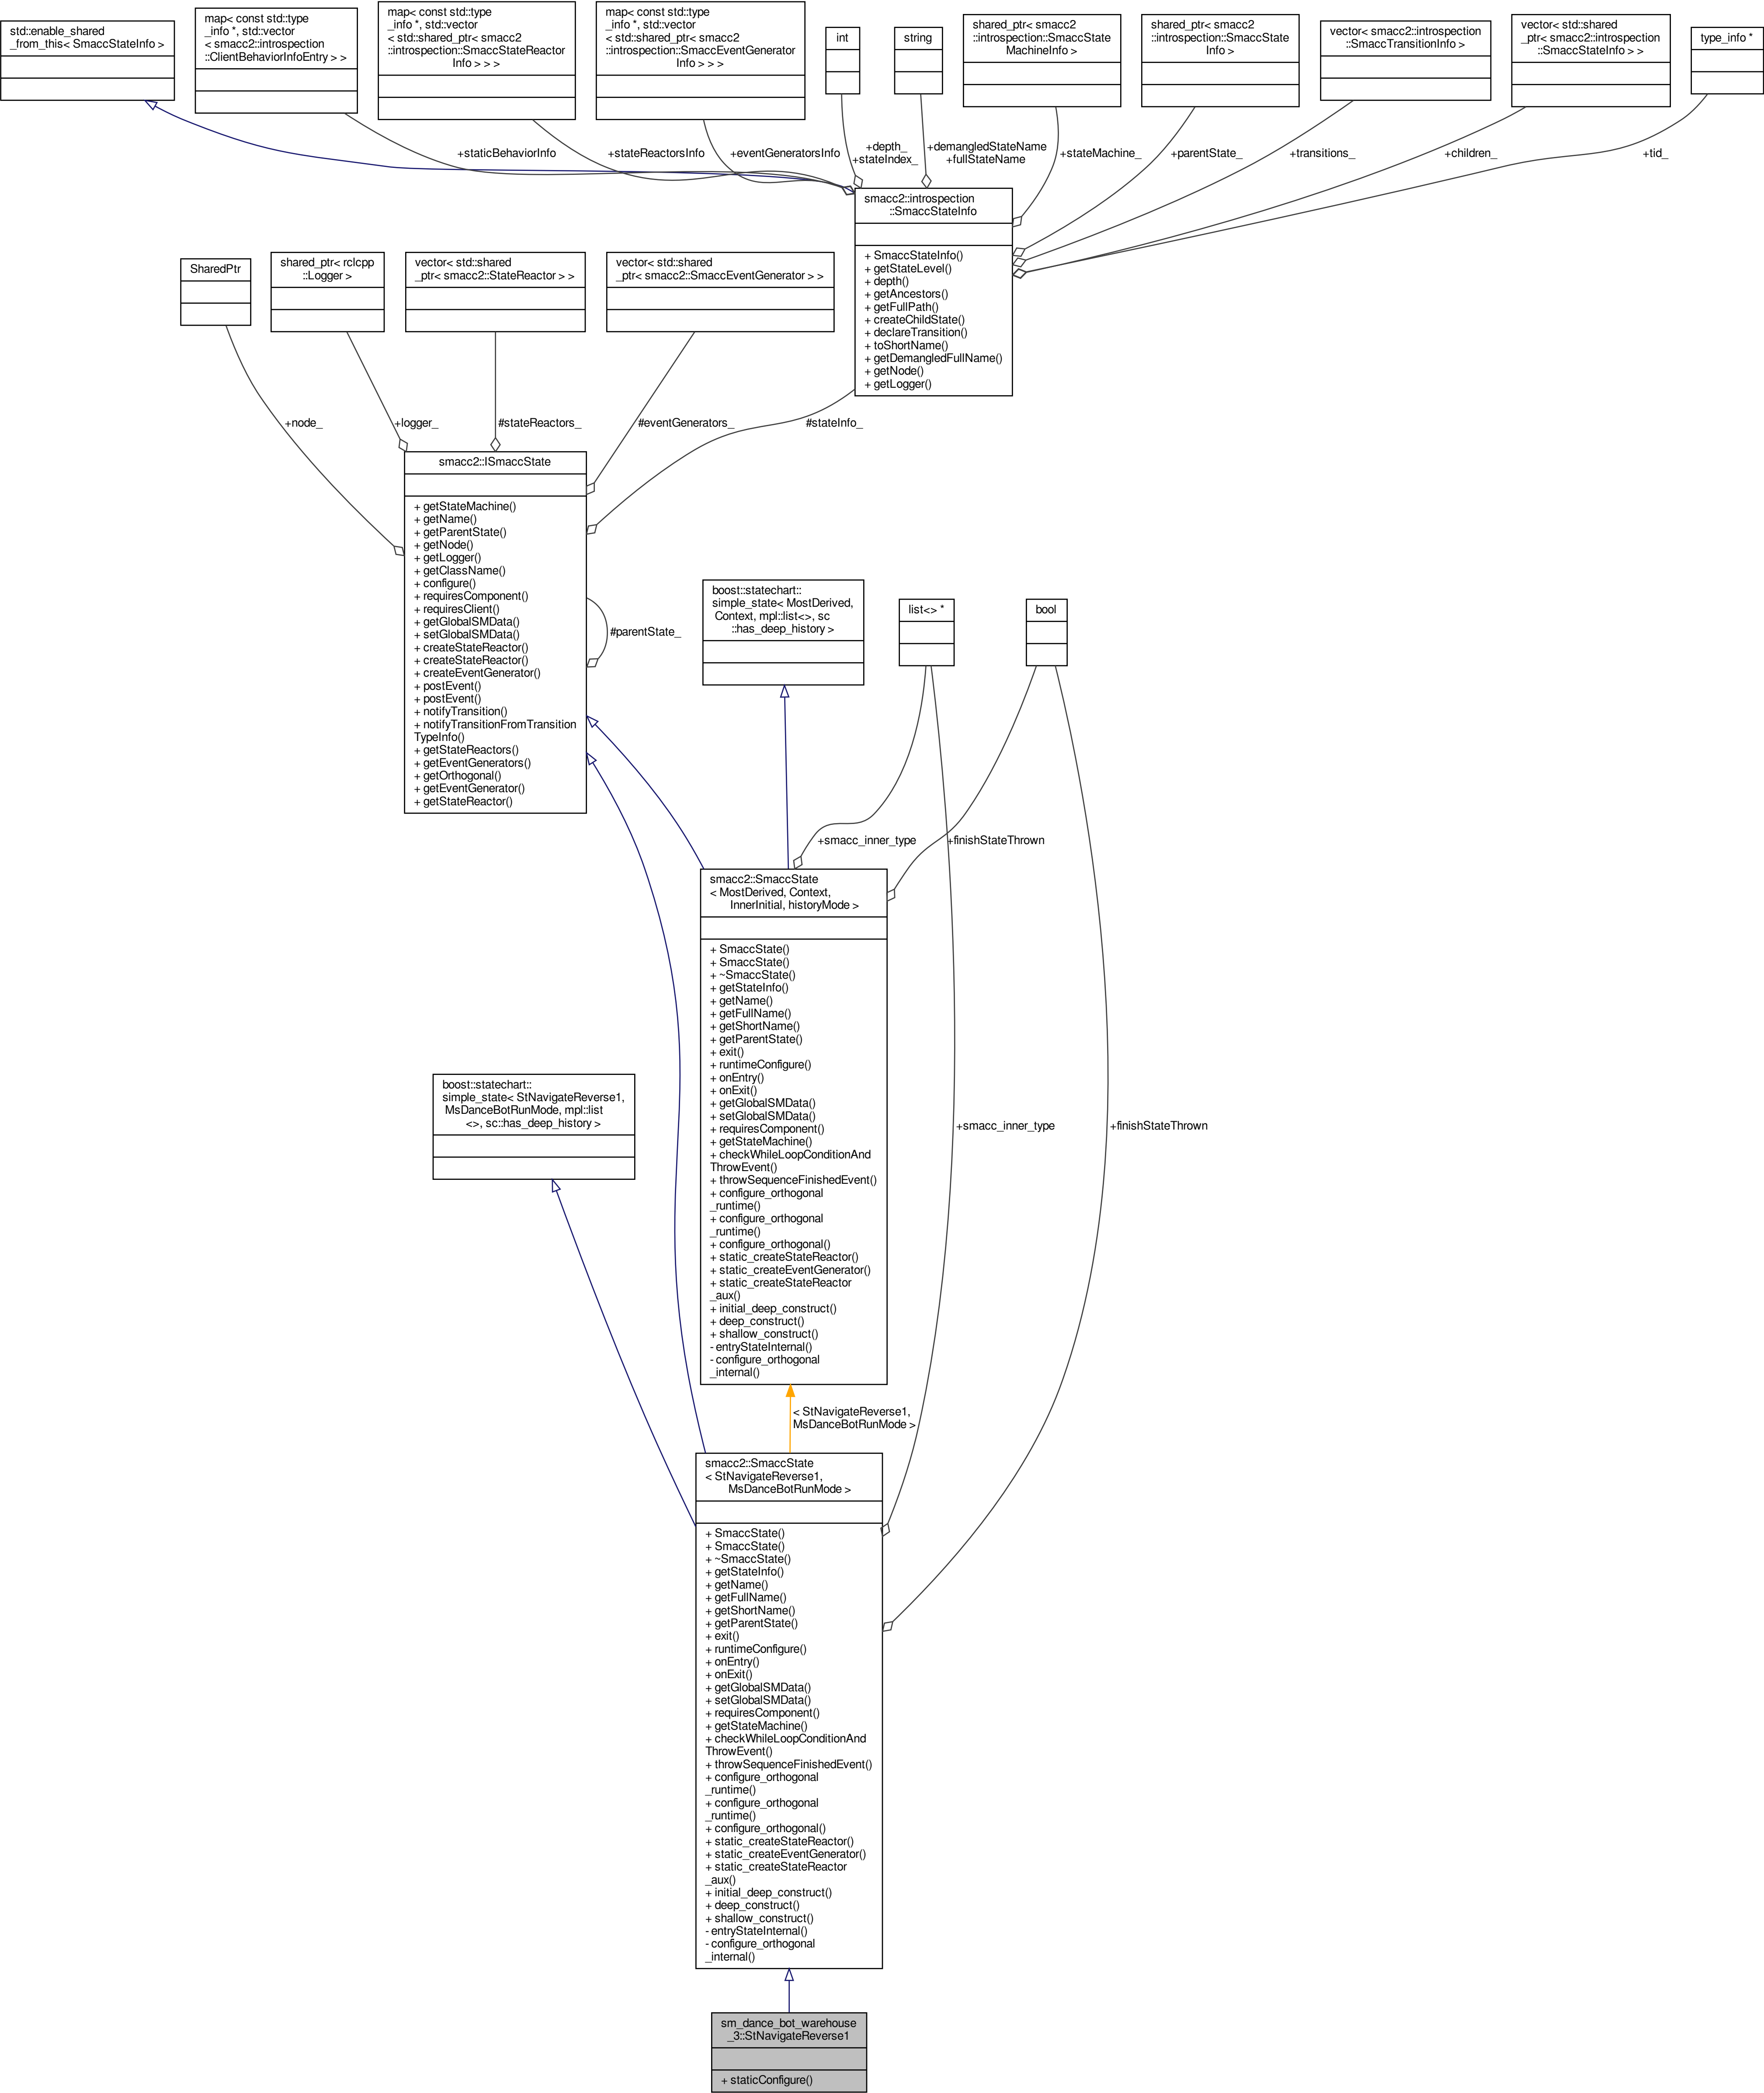 std::enable_shared
_from_this< SmaccStateInfo >
map< const std::type
_info *, std::vector
< smacc2::introspection
::ClientBehaviorInfoEntry > >
map< const std::type
_info *, std::vector
< std::shared_ptr< smacc2
::introspection::SmaccStateReactor
Info > > >
map< const std::type
_info *, std::vector
< std::shared_ptr< smacc2
::introspection::SmaccEventGenerator
Info > > >
int
string
shared_ptr< smacc2
::introspection::SmaccState
MachineInfo >
shared_ptr< smacc2
::introspection::SmaccState
Info >
vector< smacc2::introspection
::SmaccTransitionInfo >
vector< std::shared
_ptr< smacc2::introspection
::SmaccStateInfo > >
type_info *
+staticBehaviorInfo
+stateReactorsInfo
+eventGeneratorsInfo
+depth_
+stateIndex_
+demangledStateName
+fullStateName
+stateMachine_
+parentState_
+transitions_
+children_
+tid_
smacc2::introspection
::SmaccStateInfo
+ SmaccStateInfo()
+ getStateLevel()
+ depth()
+ getAncestors()
+ getFullPath()
+ createChildState()
+ declareTransition()
+ toShortName()
+ getDemangledFullName()
+ getNode()
+ getLogger()
SharedPtr
shared_ptr< rclcpp
::Logger >
vector< std::shared
_ptr< smacc2::StateReactor > >
vector< std::shared
_ptr< smacc2::SmaccEventGenerator > >
+node_
+logger_
#stateReactors_
#eventGenerators_
#stateInfo_
smacc2::ISmaccState
+ getStateMachine()
+ getName()
+ getParentState()
+ getNode()
+ getLogger()
+ getClassName()
+ configure()
+ requiresComponent()
+ requiresClient()
+ getGlobalSMData()
+ setGlobalSMData()
+ createStateReactor()
+ createStateReactor()
+ createEventGenerator()
+ postEvent()
+ postEvent()
+ notifyTransition()
+ notifyTransitionFromTransition
TypeInfo()
+ getStateReactors()
+ getEventGenerators()
+ getOrthogonal()
+ getEventGenerator()
+ getStateReactor()
#parentState_
boost::statechart::
simple_state< MostDerived,
Context, mpl::list<>, sc
::has_deep_history >
list<> *
bool
+smacc_inner_type
+finishStateThrown
smacc2::SmaccState
< MostDerived, Context,
InnerInitial, historyMode >
+ SmaccState()
+ SmaccState()
+ ~SmaccState()
+ getStateInfo()
+ getName()
+ getFullName()
+ getShortName()
+ getParentState()
+ exit()
+ runtimeConfigure()
+ onEntry()
+ onExit()
+ getGlobalSMData()
+ setGlobalSMData()
+ requiresComponent()
+ getStateMachine()
+ checkWhileLoopConditionAnd
ThrowEvent()
+ throwSequenceFinishedEvent()
+ configure_orthogonal
_runtime()
+ configure_orthogonal
_runtime()
+ configure_orthogonal()
+ static_createStateReactor()
+ static_createEventGenerator()
+ static_createStateReactor
_aux()
+ initial_deep_construct()
+ deep_construct()
+ shallow_construct()
- entryStateInternal()
- configure_orthogonal
_internal()
boost::statechart::
simple_state< StNavigateReverse1,
MsDanceBotRunMode, mpl::list
<>, sc::has_deep_history >
+smacc_inner_type
+finishStateThrown
< StNavigateReverse1,
MsDanceBotRunMode >
smacc2::SmaccState
< StNavigateReverse1,
MsDanceBotRunMode >
+ SmaccState()
+ SmaccState()
+ ~SmaccState()
+ getStateInfo()
+ getName()
+ getFullName()
+ getShortName()
+ getParentState()
+ exit()
+ runtimeConfigure()
+ onEntry()
+ onExit()
+ getGlobalSMData()
+ setGlobalSMData()
+ requiresComponent()
+ getStateMachine()
+ checkWhileLoopConditionAnd
ThrowEvent()
+ throwSequenceFinishedEvent()
+ configure_orthogonal
_runtime()
+ configure_orthogonal
_runtime()
+ configure_orthogonal()
+ static_createStateReactor()
+ static_createEventGenerator()
+ static_createStateReactor
_aux()
+ initial_deep_construct()
+ deep_construct()
+ shallow_construct()
- entryStateInternal()
- configure_orthogonal
_internal()
sm_dance_bot_warehouse
_3::StNavigateReverse1
+ staticConfigure()